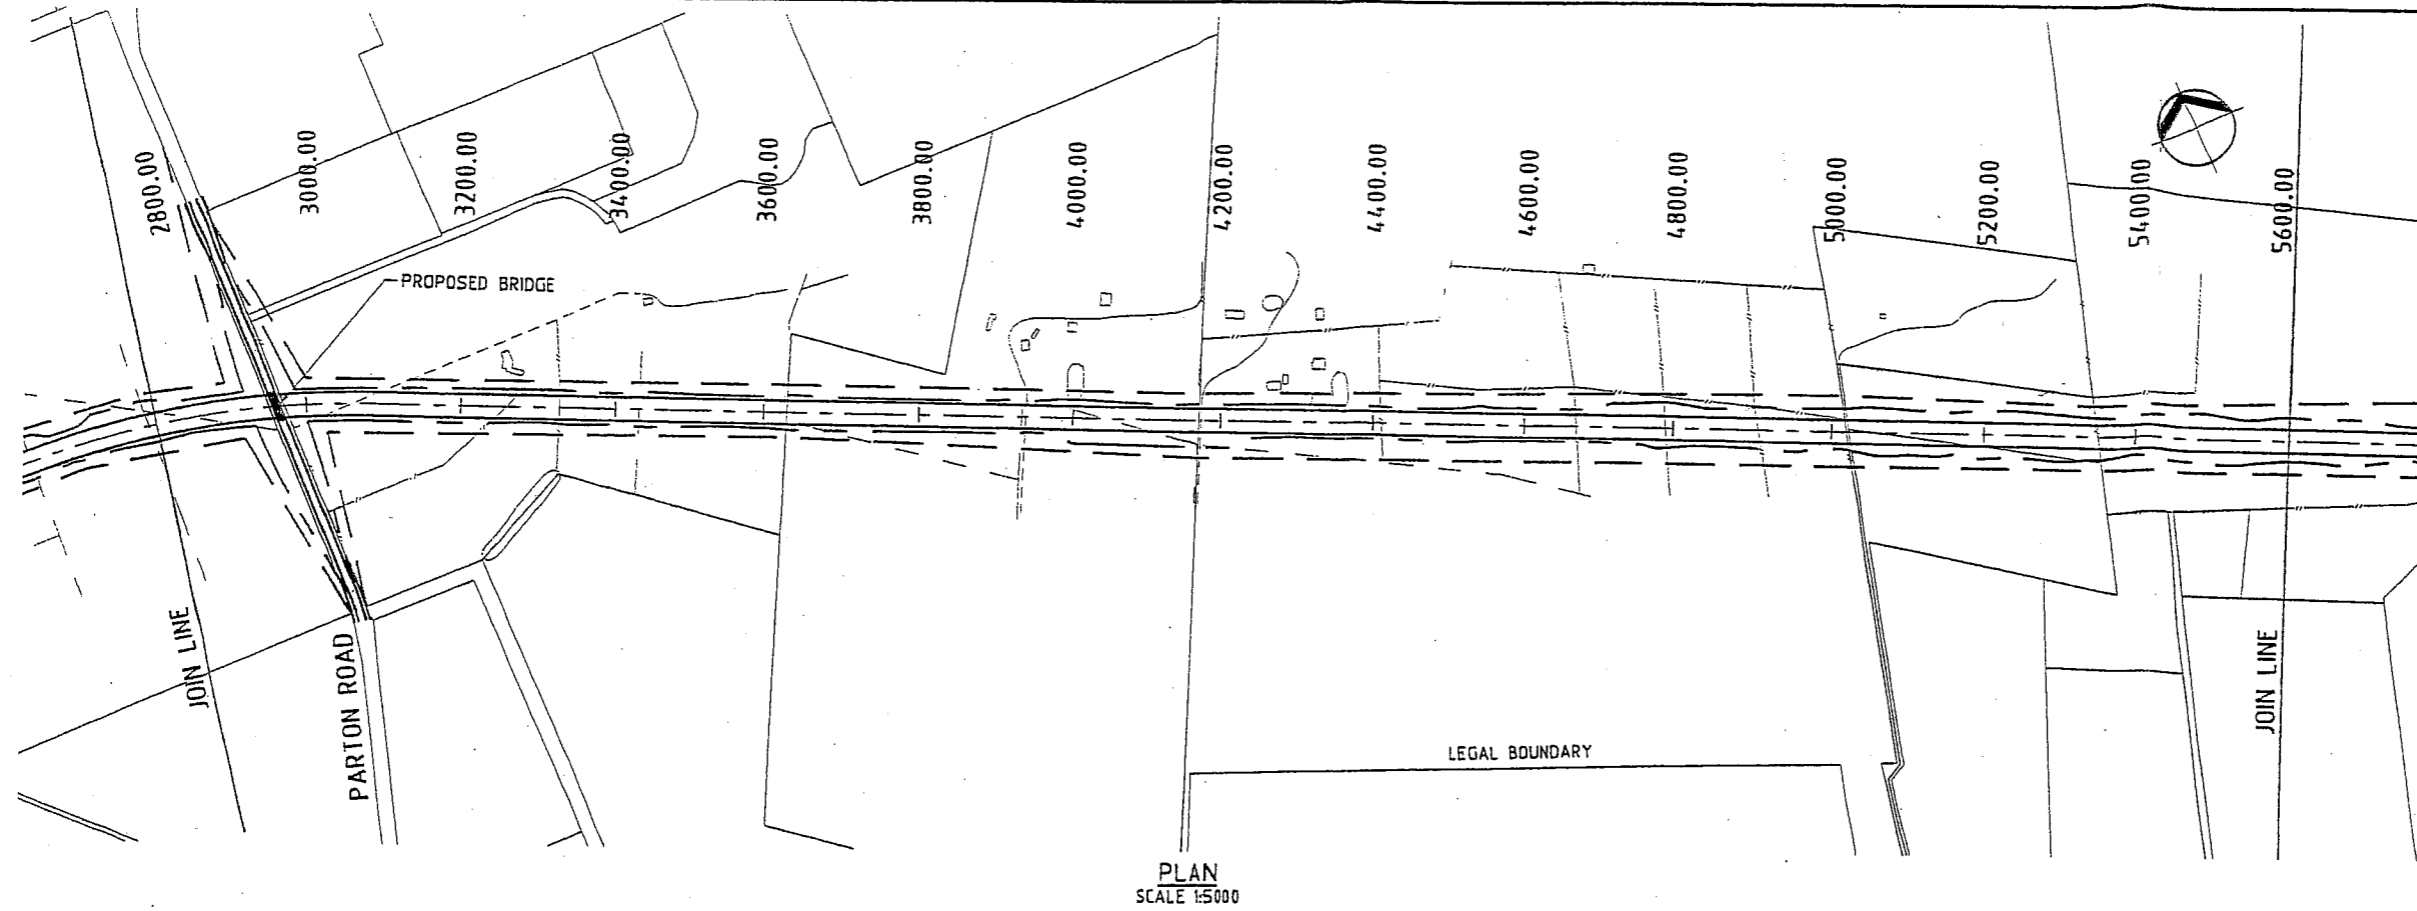 2800.00
3000.00
3200.00
3400.00
3600.00
3800.00
4000.00
4200.00
4400.00
4600.00
4800.00
5000.00
5200.00
5400.00
5600.00
PROPOSED BRIDGE
JOIN LINE
PARTON ROAD
JOIN LINE
LEGAL BOUNDARY
PLAN
SCALE 1:5000